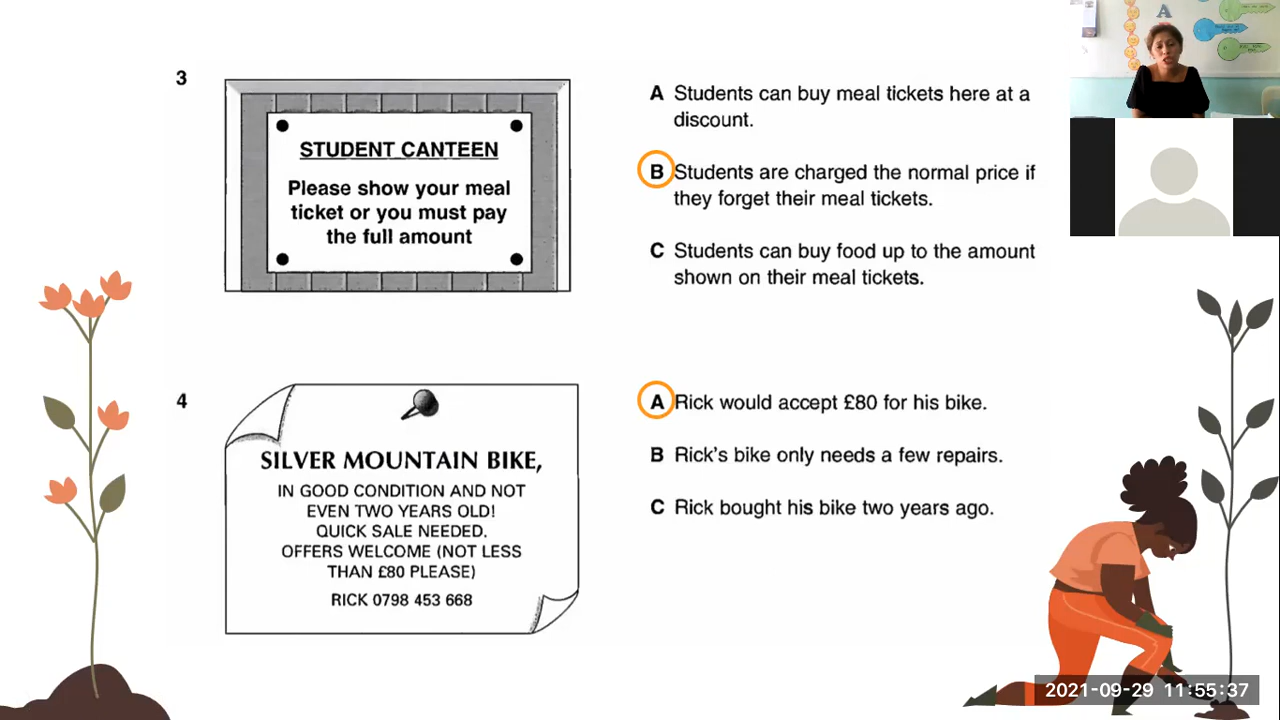 3
STUDENT CANTEEN
Please show your meal
ticket or you must pay
the full amount
A Students can buy meal tickets here at a
discount.
B Students are charged the normal price if
they forget their meal tickets.
C Students can buy food up to the amount
shown on their meal tickets.
4
SILVER MOUNTAIN BIKE,
IN GOOD CONDITION AND NOT
EVEN TWO YEARS OLD!
QUICK SALE NEEDED.
OFFERS WELCOME (NOT LESS
THAN £80 PLEASE)
RICK 0798 453 668
A Rick would accept £80 for his bike.
B Rick's bike only needs a few repairs.
C Rick bought his bike two years ago.
A
2021-09-29 11:55:37